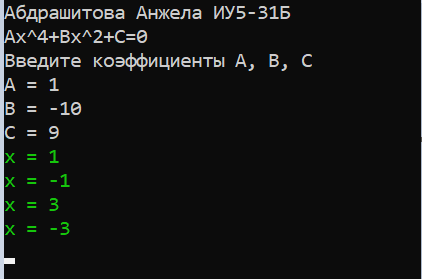 Абдрашитова Анжела ИУ5-31Б
Ax^4+Bx^2+C=0
Введите коэффициенты A, B, C
A = 1
B = -10
C = 9
x = 1
x = -1
x = 3
x = -3